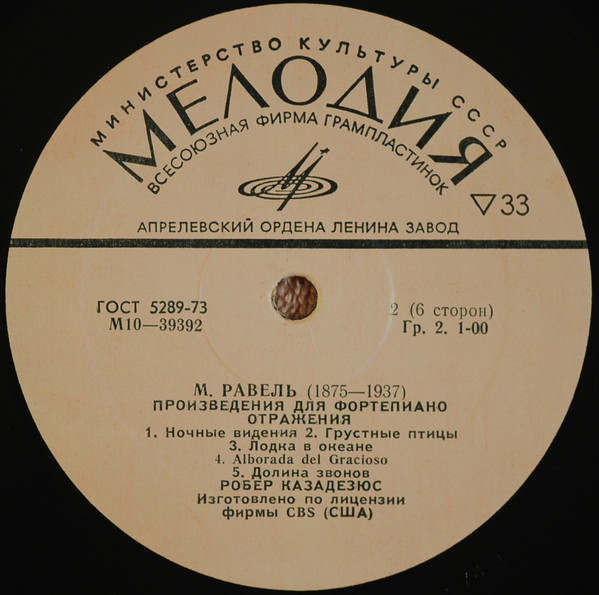 МИНИСТЕРСТВО КУЛЬТУРЫ СССР
МЕЛОДИЯ
ВСЕСОЮЗНАЯ ФИРМА ГРАМПЛАСТИНОК
▽33
АПРЕЛЕВСКИЙ ОРДЕНА ЛЕНИНА ЗАВОД
ГОСТ 5289-73
М10—39392
2 (6 сторон)
Гр. 2. 1-00
М. РАВЕЛЬ (1875—1937)
ПРОИЗВЕДЕНИЯ ДЛЯ ФОРТЕПИАНО
ОТРАЖЕНИЯ
1. Ночные видения 2. Грустные птицы
3. Лодка в океане
4. Alborada del Gracioso
5. Долина звонов
РОБЕР КАЗАДЕЗЮС
Изготовлено по лицензии
фирмы CBS (США)